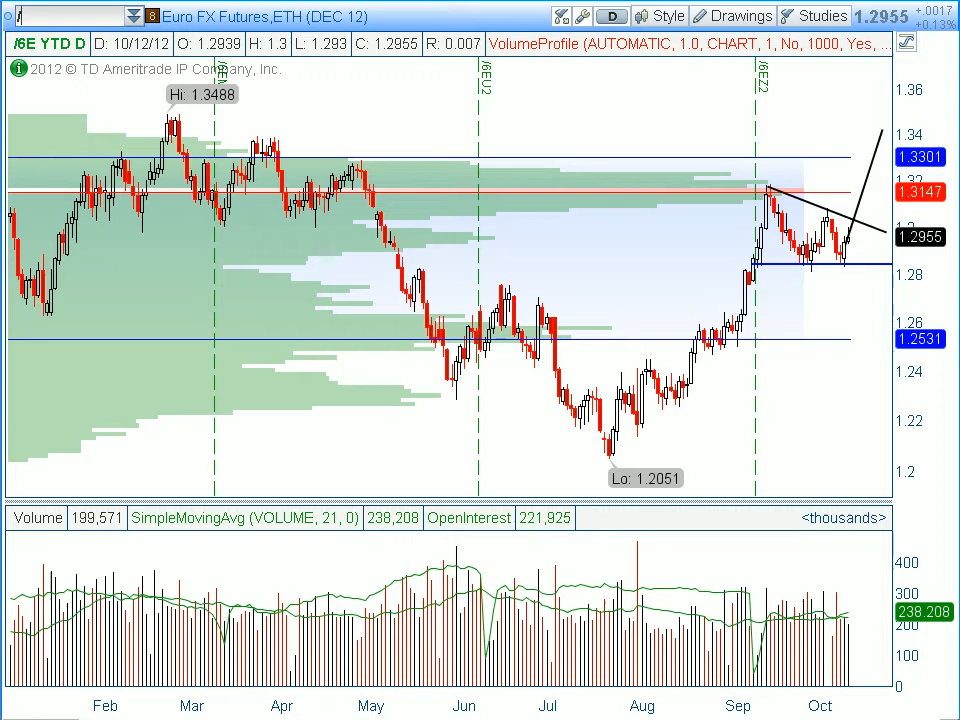 / 8 Euro FX Futures,ETH (DEC 12) D Style Drawings Studies 1.2955 +.0017
+0.13%
/6E YTD D D: 10/12/12 O: 1.2939 H: 1.3 L: 1.293 C: 1.2955 R: 0.007 VolumeProfile (AUTOMATIC, 1.0, CHART, 1, No, 1000, Yes, ...
2012 © TD Ameritrade IP Company, Inc.
/6EU2
/6EZ2
Hi: 1.3488
1.36
1.34
1.3301
1.32
1.3147
1.2955
1.28
1.26
1.2531
1.24
1.22
1.2
Lo: 1.2051
Volume 199,571 SimpleMovingAvg (VOLUME, 21, 0) 238,208 OpenInterest 221,925 <thousands>
400
300
238.208
200
100
0
Feb Mar Apr May Jun Jul Aug Sep Oct